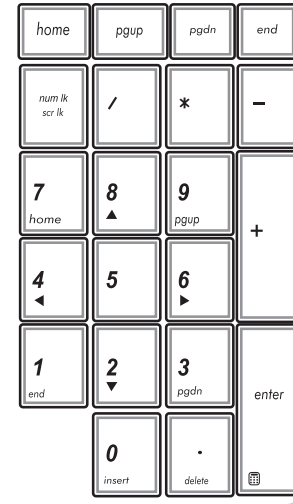 home pgup pgdn end
num lk / * -
scr lk
7 8 9
home pgup
+
4 5 6
1 2 3
end pgdn
enter
0 .
insert delete